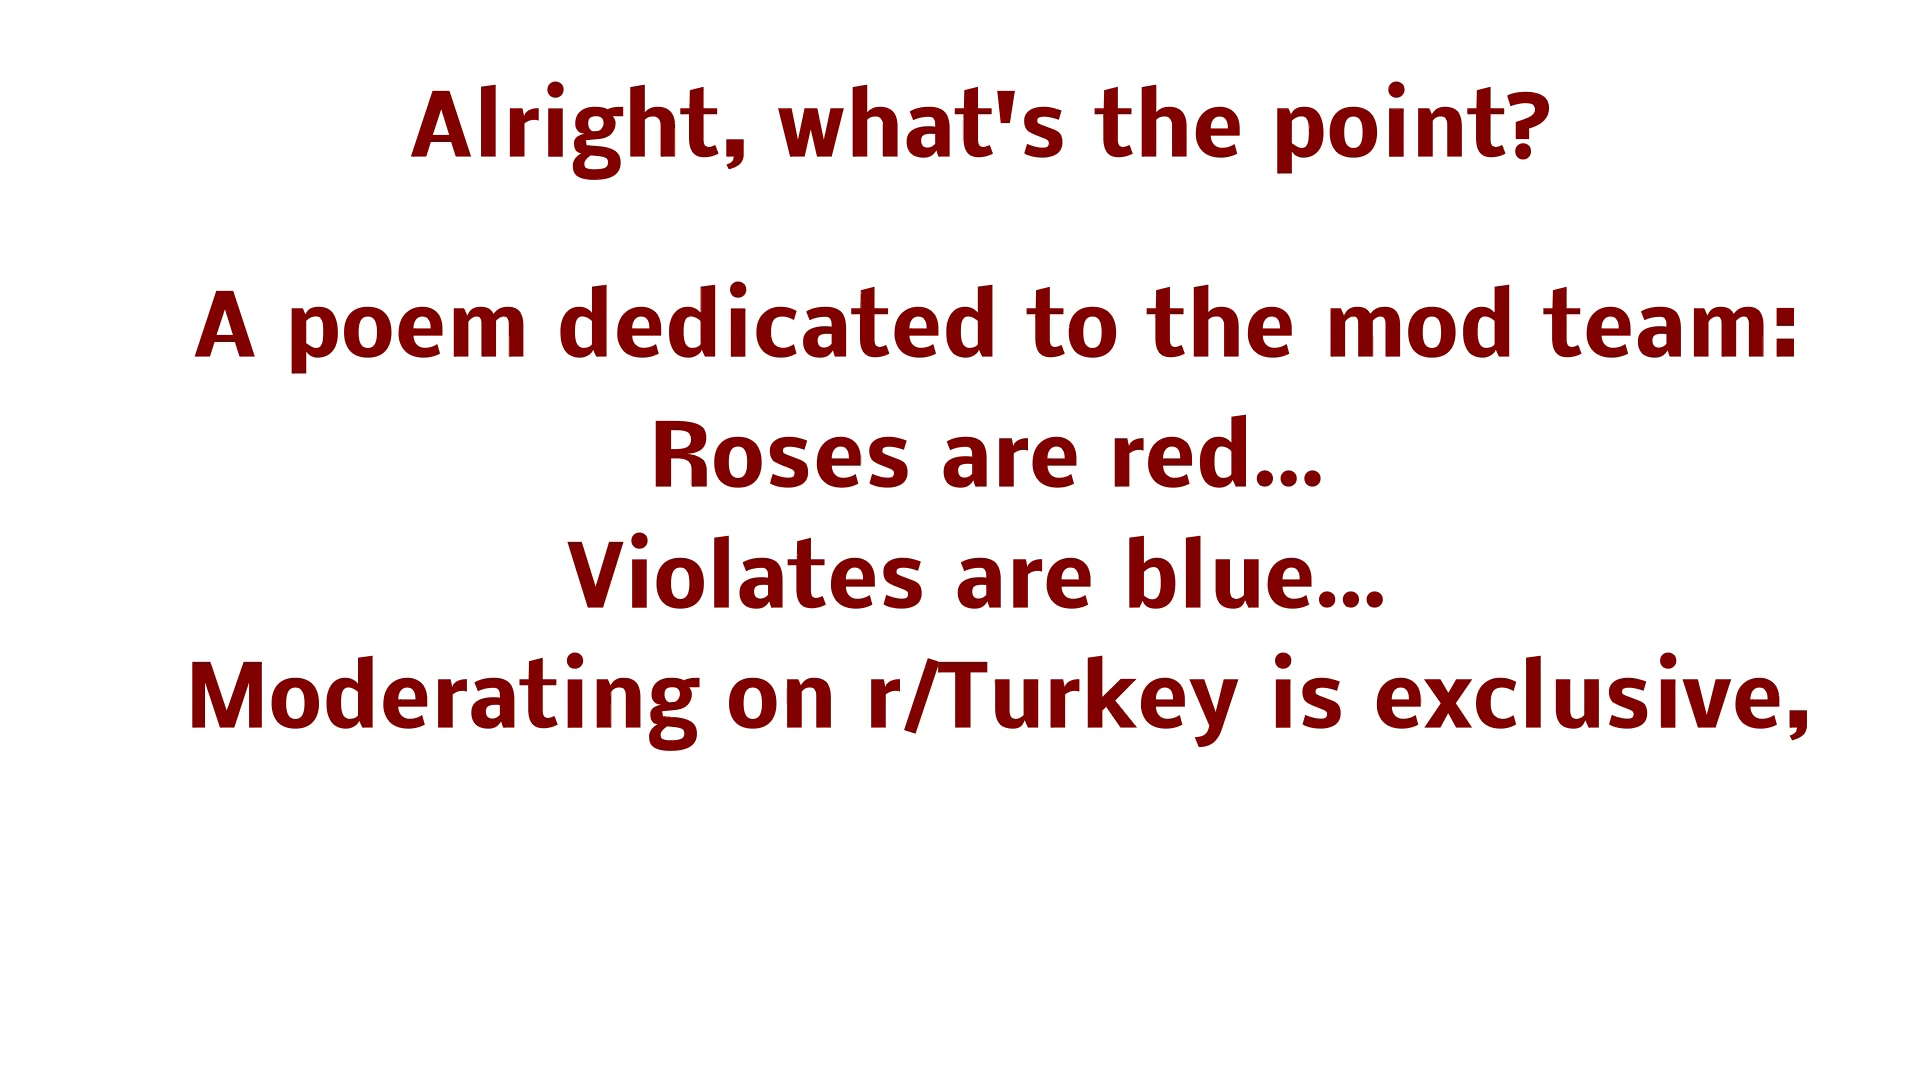 Alright, what's the point?
A poem dedicated to the mod team:
Roses are red...
Violates are blue...
Moderating on r/Turkey is exclusive,